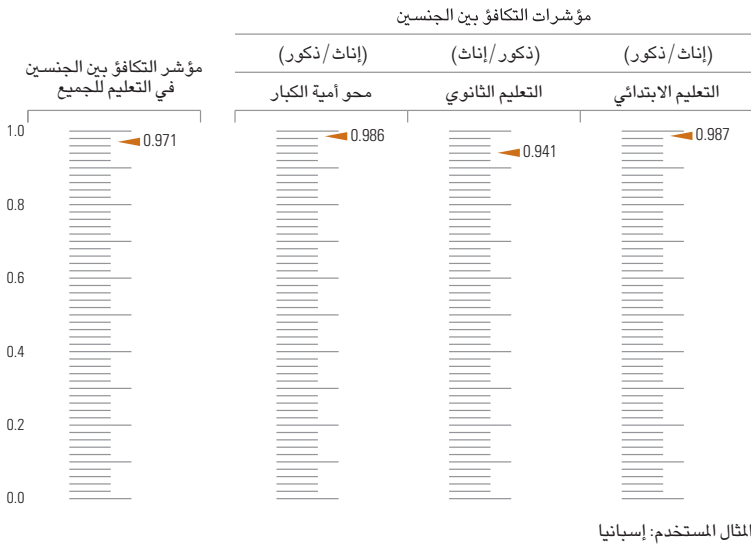 مؤشرات التكافؤ بين الجنسين
(إناث/ذكور)
(ذكور/إناث)
(إناث/ذكور)
مؤشر التكافؤ بين الجنسين
في التعليم للجميع
التعليم الابتدائي
التعليم الثانوي
محو أمية الكبار
1.0
0.8
0.6
0.4
0.2
0.0
0.987
0.941
0.986
0.971
المثال المستخدم: إسبانيا